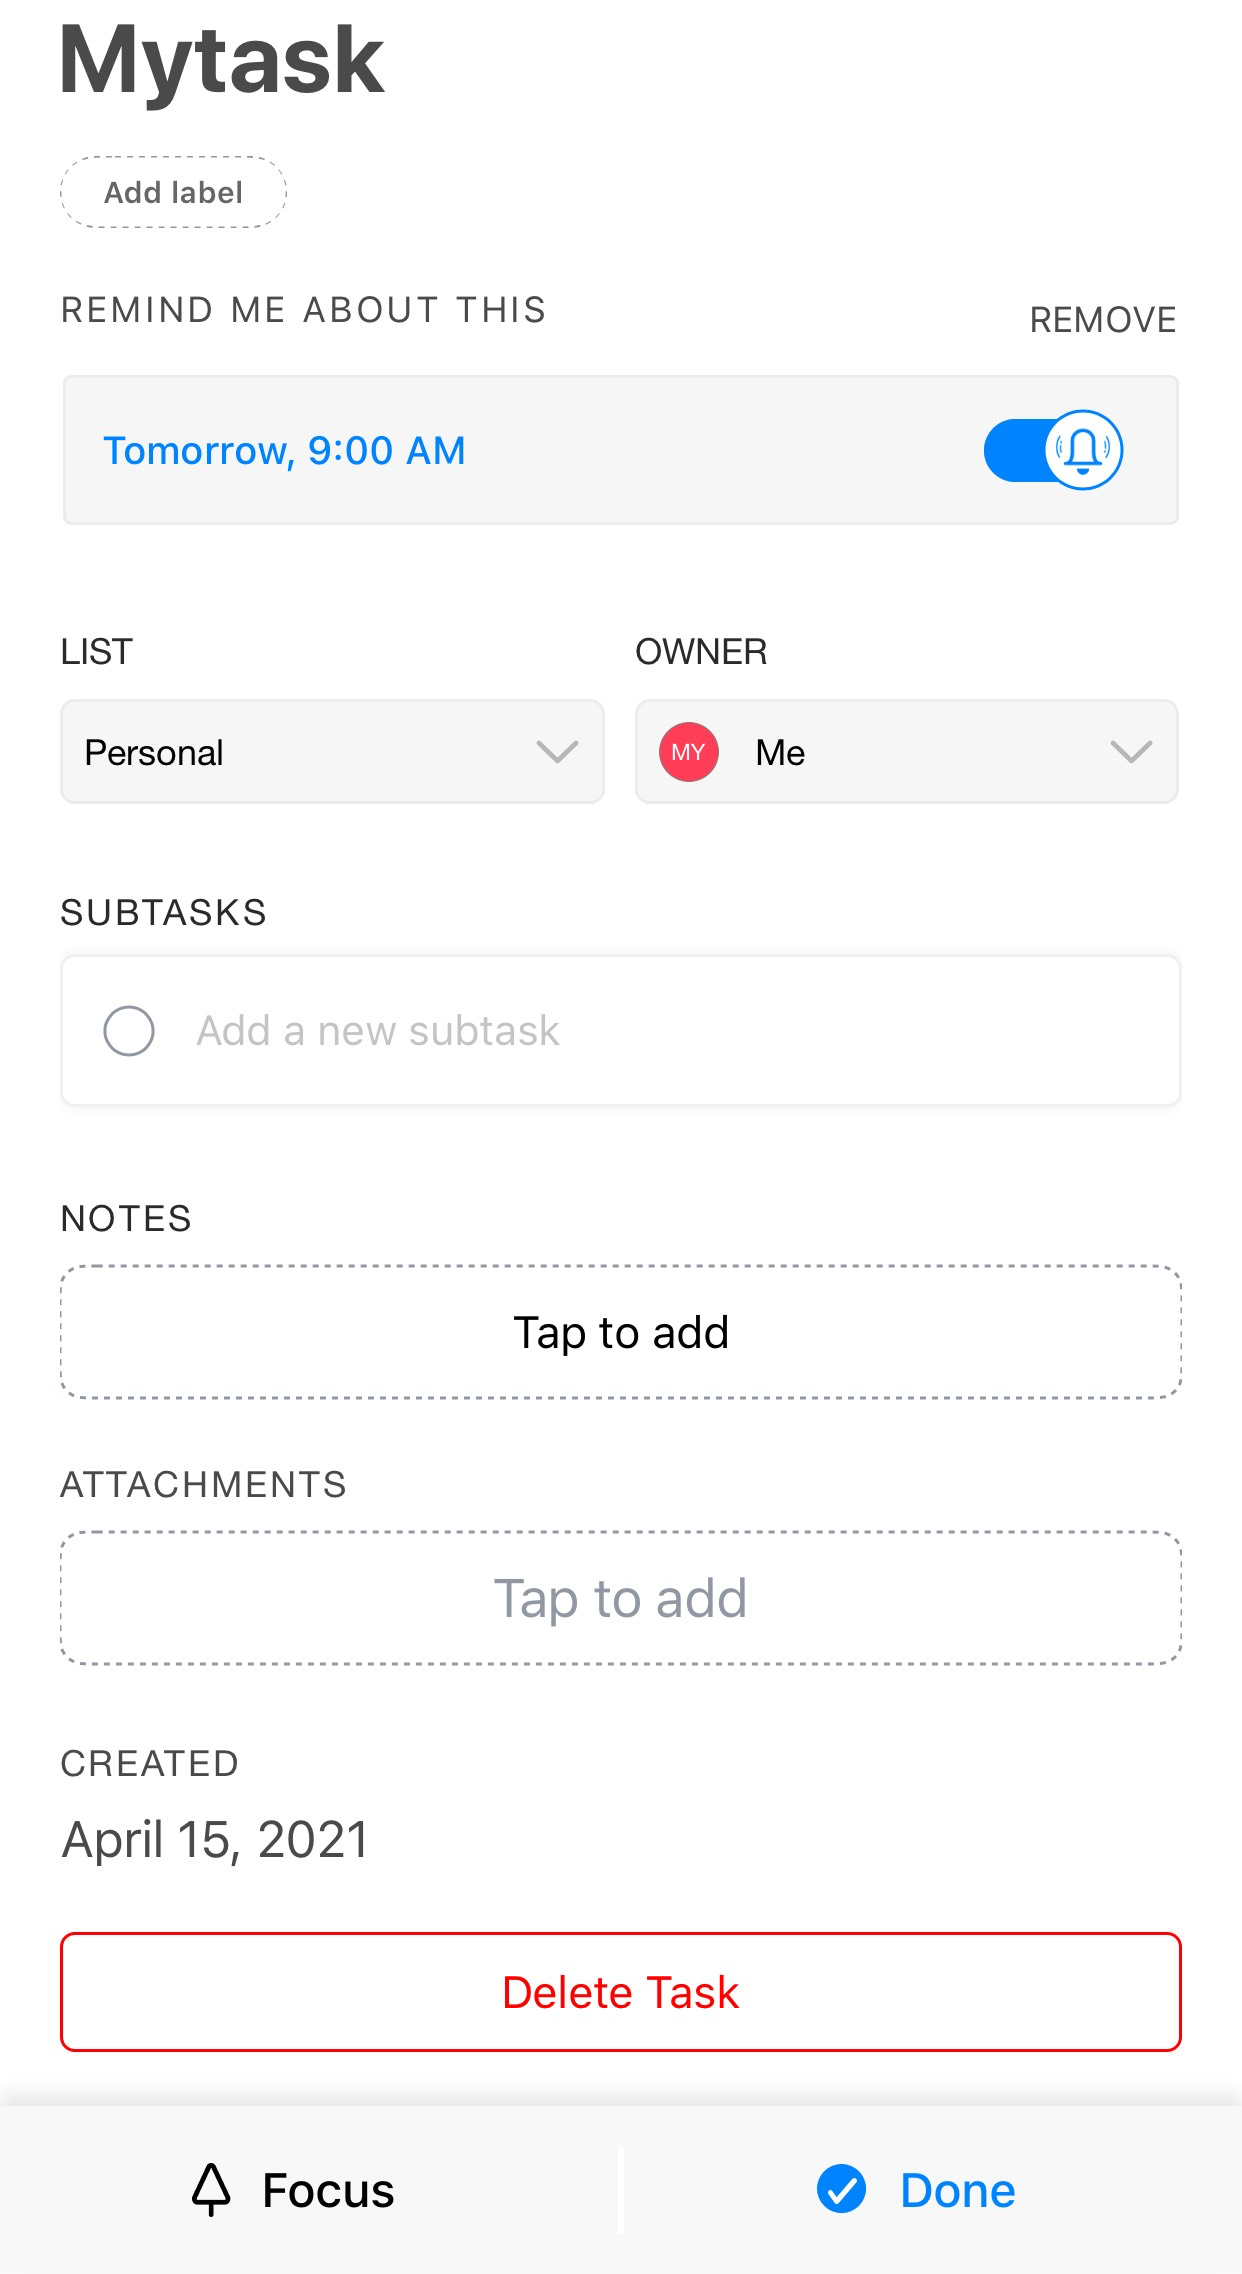 Mytask
Add label
REMIND ME ABOUT THIS
REMOVE
Tomorrow, 9:00 AM
LIST
OWNER
Personal
MY Me
SUBTASKS
Add a new subtask
NOTES
Tap to add
ATTACHMENTS
Tap to add
CREATED
April 15, 2021
Delete Task
Focus
Done